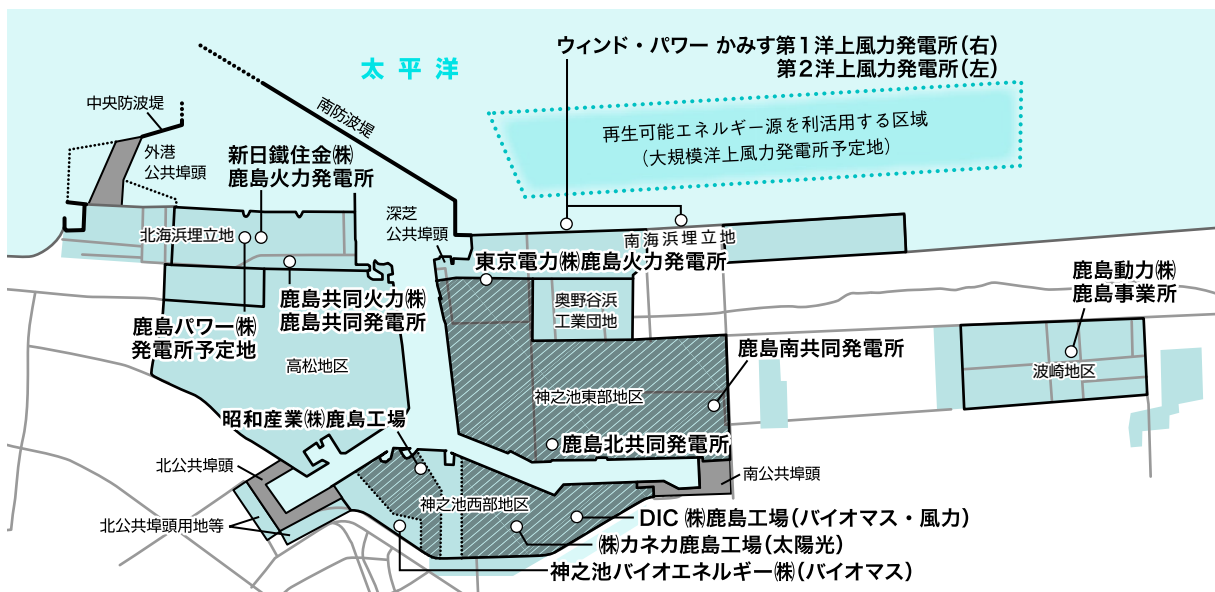 ウィンド・パワー かみす第1洋上風力発電所(右)
第2洋上風力発電所(左)
太平洋
中央防波堤
南防波堤
再生可能エネルギー源を利活用する区域
(大規模洋上風力発電所予定地)
外港
公共埠頭
新日鐵住金㈱
鹿島火力発電所
深芝
公共埠頭
北海浜埋立地
南海浜埋立地
東京電力㈱鹿島火力発電所
鹿島動力㈱
鹿島事業所
鹿島共同火力㈱
鹿島共同発電所
奥野谷浜
工業団地
鹿島パワー㈱
発電所予定地
高松地区
鹿島南共同発電所
波崎地区
神之池東部地区
昭和産業㈱鹿島工場
鹿島北共同発電所
北公共埠頭
南公共埠頭
神之池西部地区
北公共埠頭用地等
DIC ㈱鹿島工場(バイオマス・風力)
㈱カネカ鹿島工場(太陽光)
神之池バイオエネルギー㈱(バイオマス)